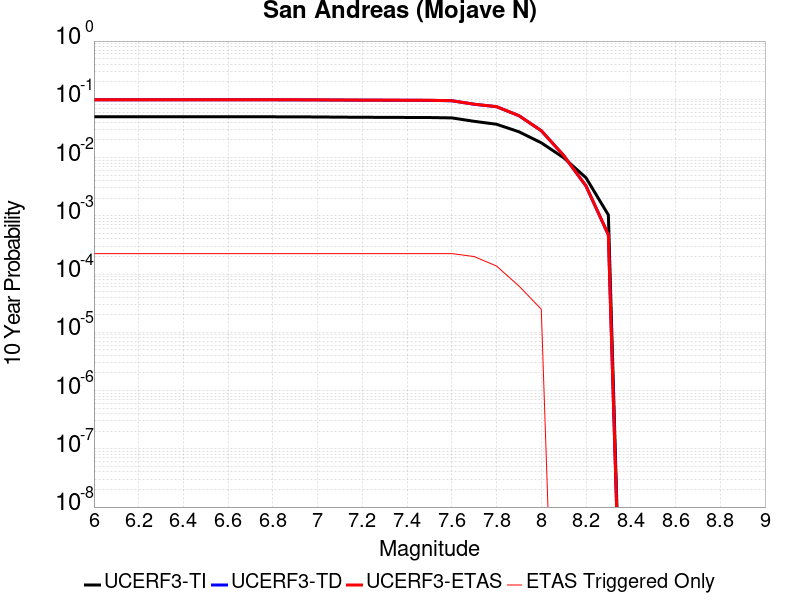 San Andreas (Mojave N)
10 0
10 -1
10 -2
10 -3
10 -4
10 -5
10 -6
10 -7
10 -8
10 Year Probability
6 6.2 6.4 6.6 6.8 7 7.2 7.4 7.6 7.8 8 8.2 8.4 8.6 8.8 9
Magnitude
UCERF3-TI UCERF3-TD UCERF3-ETAS ETAS Triggered Only